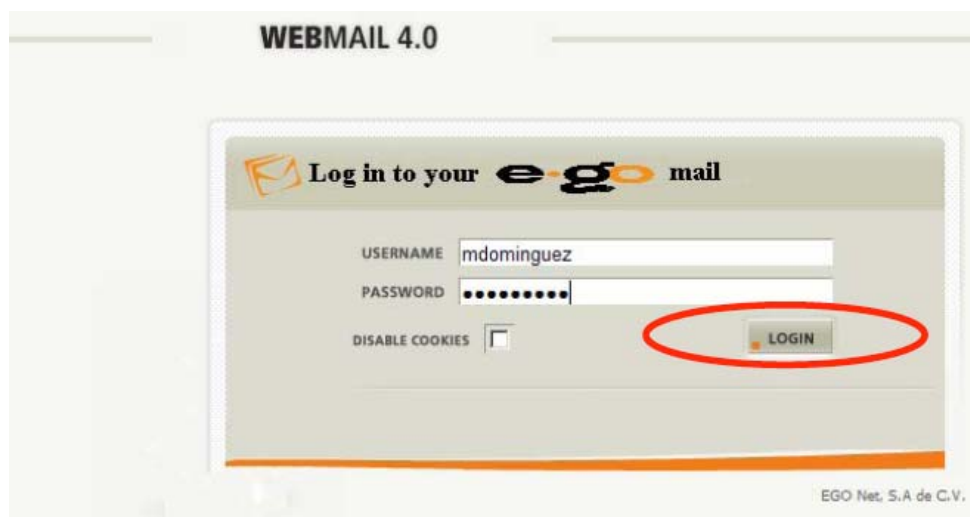 WEBMAIL 4.0
Log in to your e-go mail
USERNAME mdominguez
PASSWORD •••••••••
DISABLE COOKIES LOGIN
EGO Net, S.A de C.V.